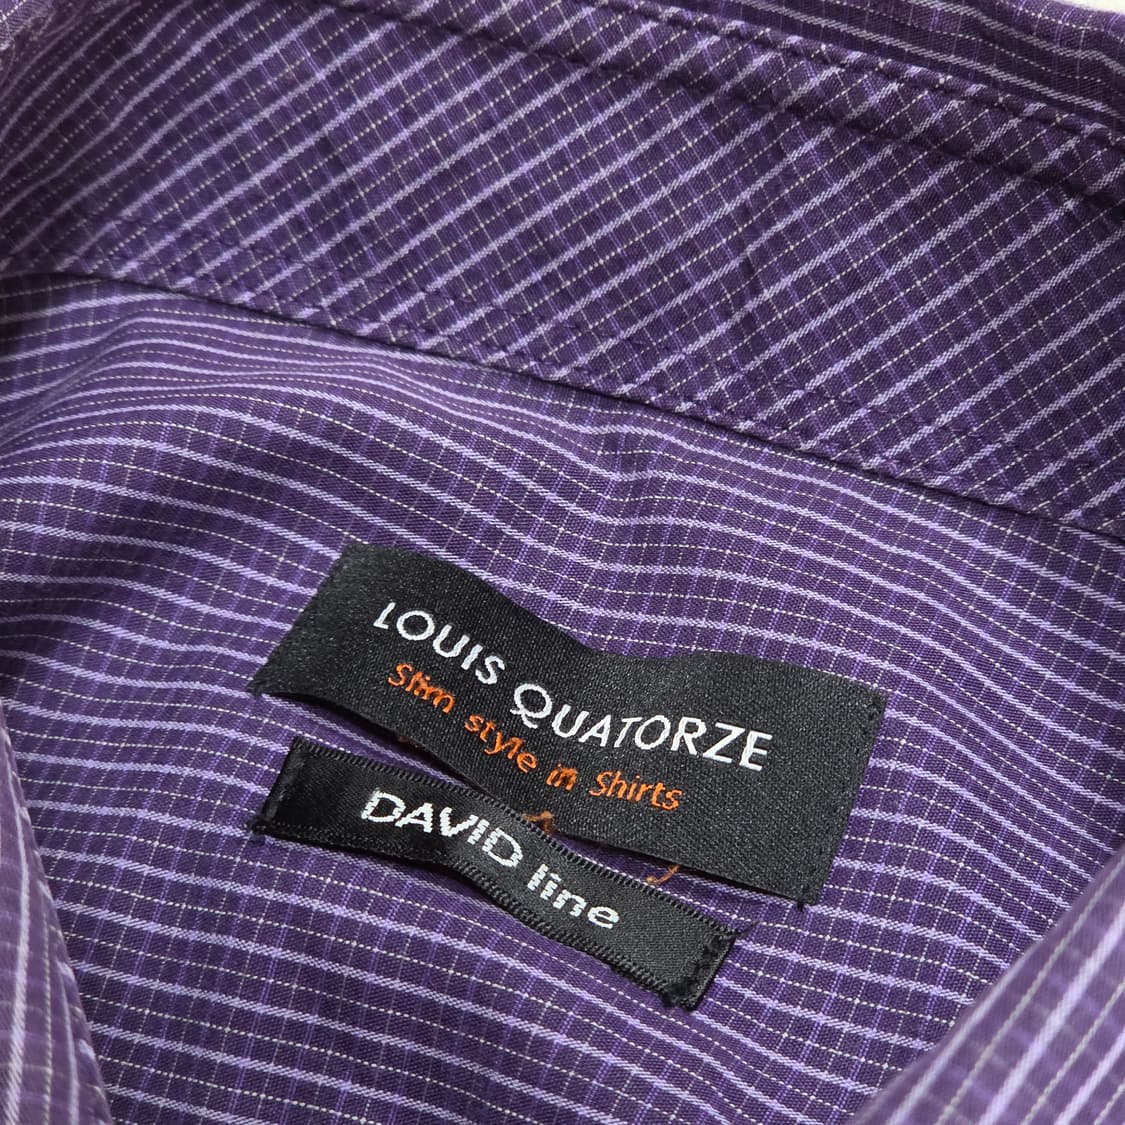 LOUIS QUATORZE
Slim style in Shirts
DAVID line